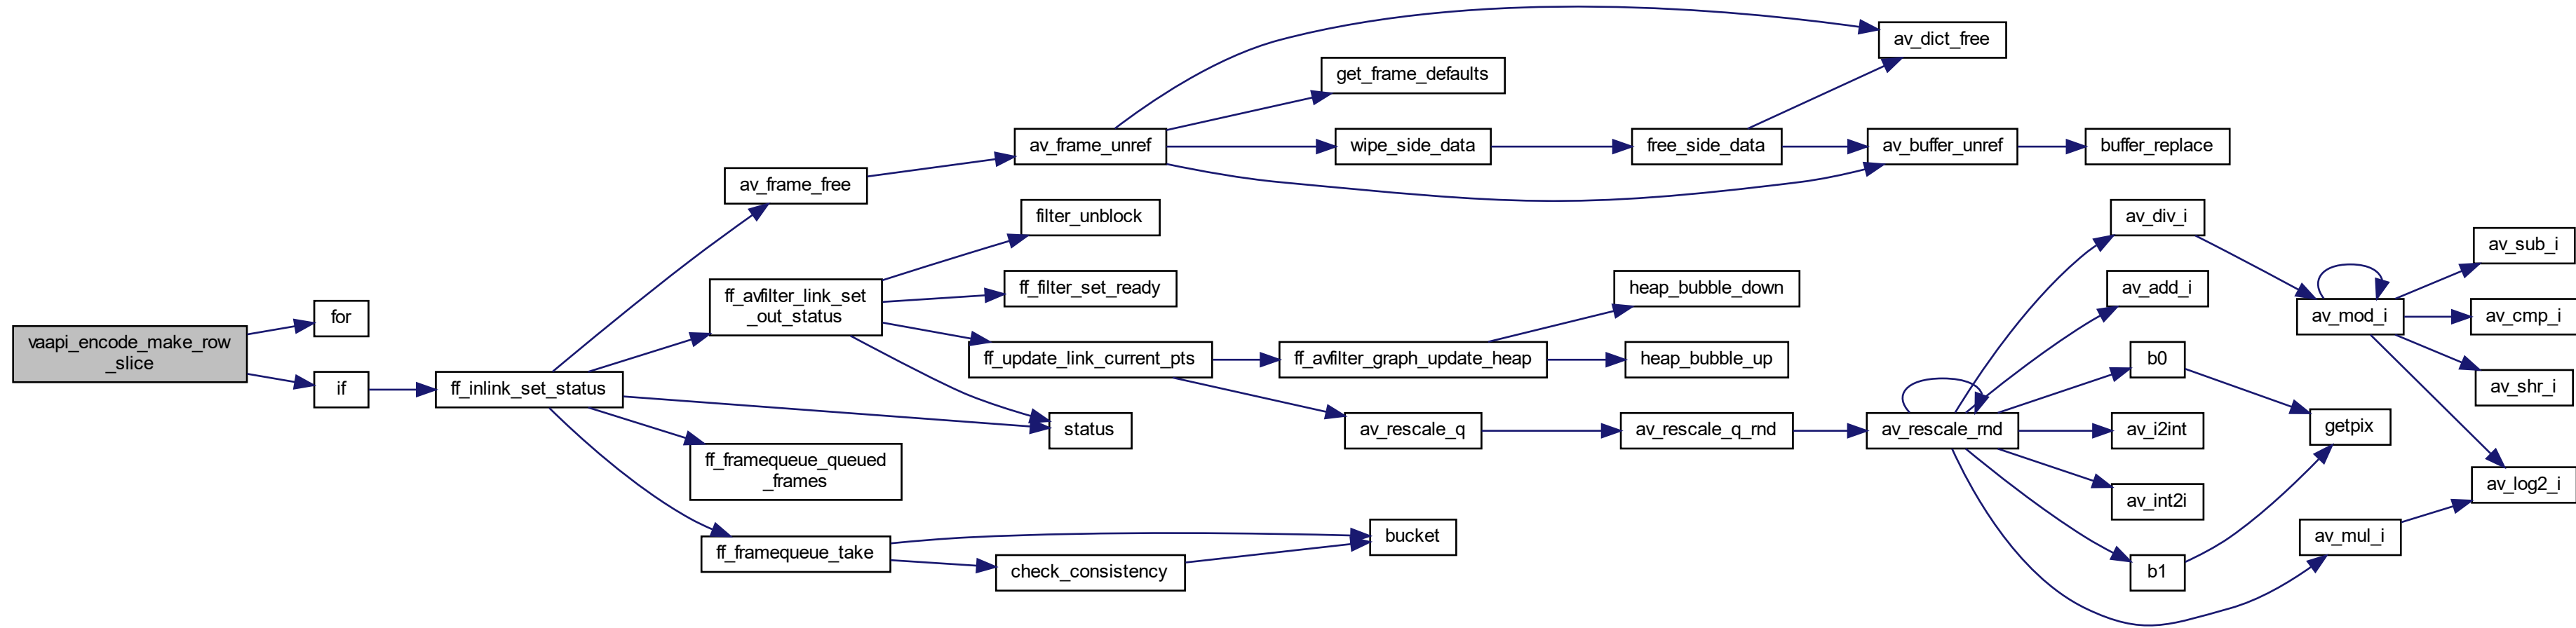 av_dict_free
get_frame_defaults
av_frame_unref
wipe_side_data
free_side_data
av_buffer_unref
buffer_replace
av_frame_free
filter_unblock
av_div_i
av_sub_i
ff_avfilter_link_set
_out_status
ff_filter_set_ready
heap_bubble_down
av_add_i
av_mod_i
av_cmp_i
for
vaapi_encode_make_row
_slice
ff_update_link_current_pts
ff_avfilter_graph_update_heap
heap_bubble_up
b0
av_shr_i
if
ff_inlink_set_status
status
av_rescale_q
av_rescale_q_rnd
av_rescale_rnd
av_i2int
getpix
ff_framequeue_queued
_frames
av_int2i
av_log2_i
ff_framequeue_take
bucket
av_mul_i
check_consistency
b1